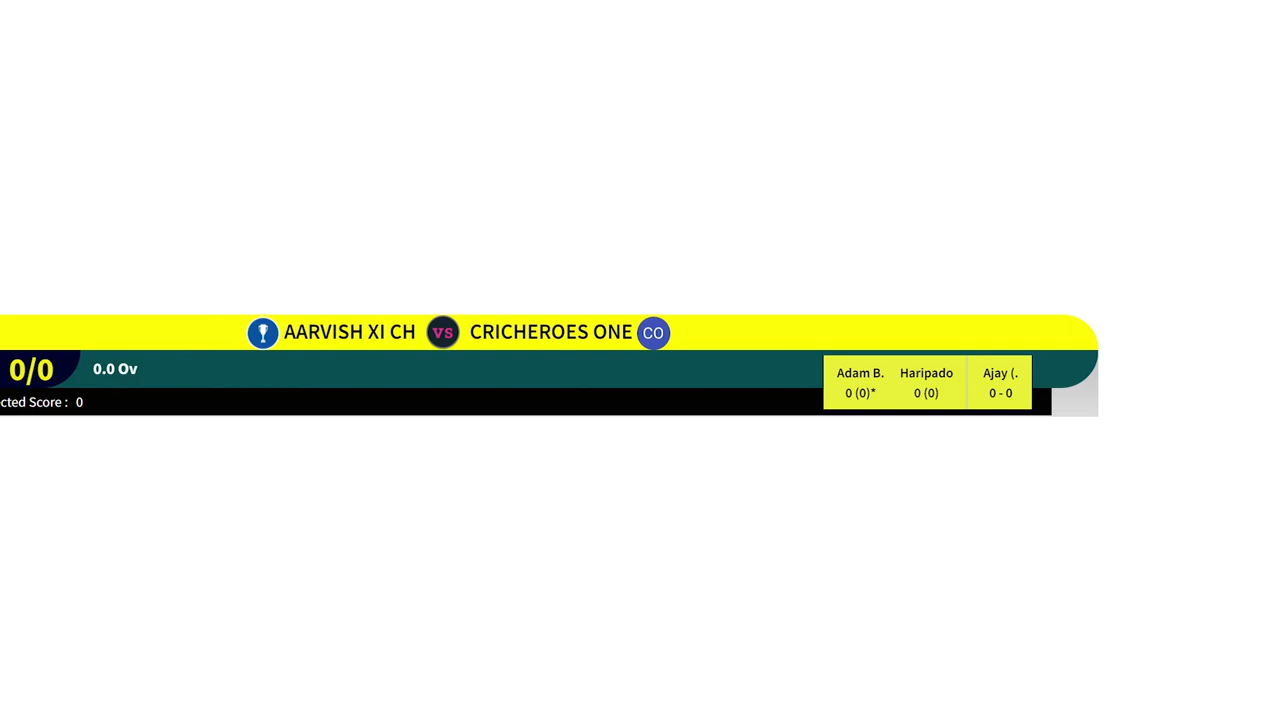 AARVISH XI CH VS CRICHEROES ONE CO
0/0 0.0 Ov
Adam B. Haripado Ajay (.
0 (0)* 0 (0) 0 - 0
cted Score : 0